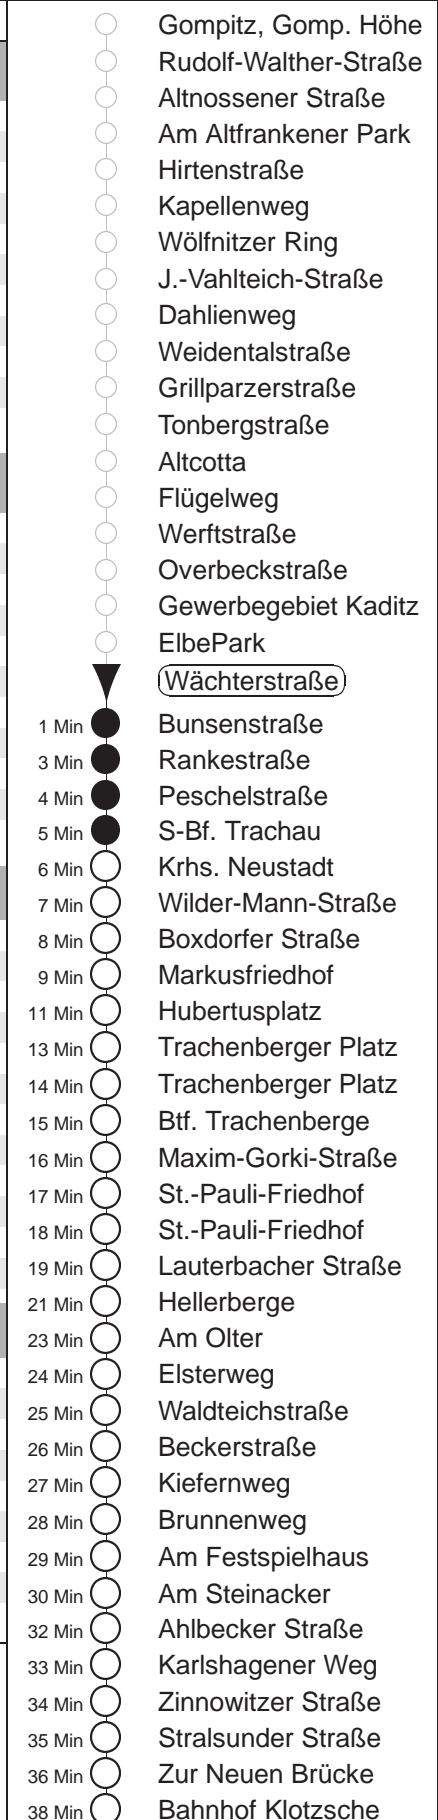 Gompitz, Gomp. Höhe
Rudolf-Walther-Straße
Altnossener Straße
Am Altfrankener Park
Hirtenstraße
Kapellenweg
Wölfnitzer Ring
J.-Vahlteich-Straße
Dahlienweg
Weidentalstraße
Grillparzerstraße
Tonbergstraße
Altcotta
Flügelweg
Werftstraße
Overbeckstraße
Gewerbegebiet Kaditz
ElbePark
Wächterstraße
1 Min Bunsenstraße
3 Min Rankestraße
4 Min Peschelstraße
5 Min S-Bf. Trachau
6 Min Krhs. Neustadt
7 Min Wilder-Mann-Straße
8 Min Boxdorfer Straße
9 Min Markusfriedhof
11 Min Hubertusplatz
13 Min Trachenberger Platz
14 Min Trachenberger Platz
15 Min Btf. Trachenberge
16 Min Maxim-Gorki-Straße
17 Min St.-Pauli-Friedhof
18 Min St.-Pauli-Friedhof
19 Min Lauterbacher Straße
21 Min Hellerberge
23 Min Am Olter
24 Min Elsterweg
25 Min Waldteichstraße
26 Min Beckerstraße
27 Min Kiefernweg
28 Min Brunnenweg
29 Min Am Festspielhaus
30 Min Am Steinacker
32 Min Ahlbecker Straße
33 Min Karlshagener Weg
34 Min Zinnowitzer Straße
35 Min Stralsunder Straße
36 Min Zur Neuen Brücke
38 Min Bahnhof Klotzsche